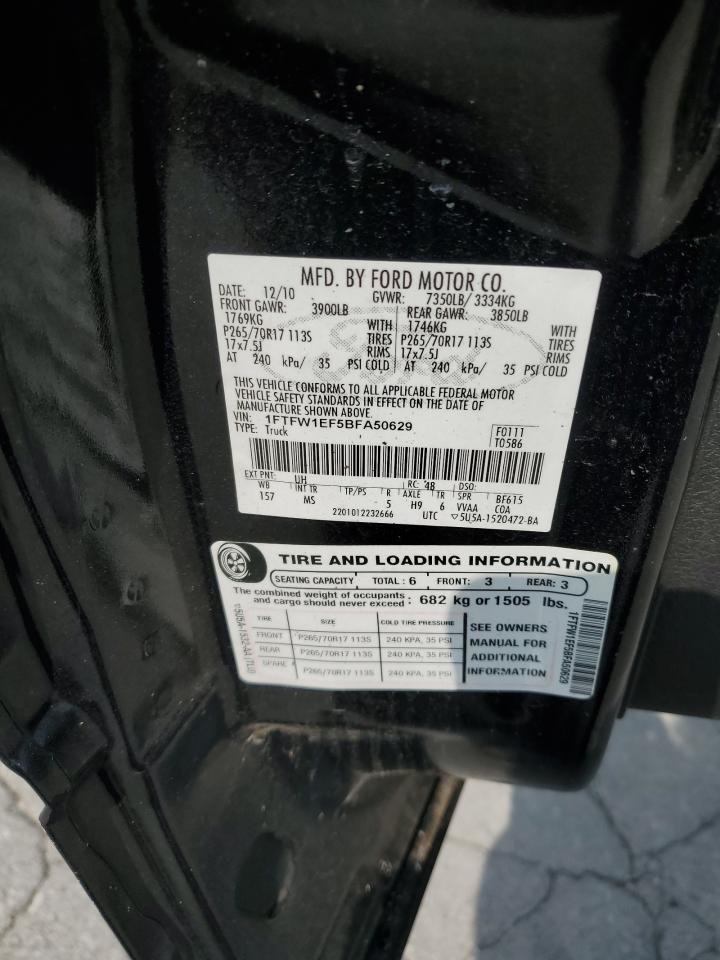 MFD. BY FORD MOTOR CO.
DATE: 12/10 GVWR: 7350LB/ 3334KG
FRONT GAWR: 3900LB REAR GAWR: 3850LB
1769KG WITH 1746KG WITH
P265/70R17 113S TIRES P265/70R17 113S TIRES
17x7.5J RIMS 17x7.5J RIMS
AT 240 kPa/ 35 PSI COLD AT 240 kPa/ 35 PSI COLD
THIS VEHICLE CONFORMS TO ALL APPLICABLE FEDERAL MOTOR
VEHICLE SAFETY STANDARDS IN EFFECT ON THE DATE OF
MANUFACTURE SHOWN ABOVE.
VIN: 1FTFW1EF5BFA50629 F0111
TYPE: Truck T0586
EXT PNT: UH RC: 48 DSO:
WB INT TR TP/PS R AXLE TR SPR BF615
157 MS 5 H9 6 VVAA COA
2201012232666 UTC ▽5U5A-1520472-BA
TIRE AND LOADING INFORMATION
SEATING CAPACITY TOTAL: 6 FRONT: 3 REAR: 3
The combined weight of occupants
and cargo should never exceed : 682 kg or 1505 lbs.
TIRE SIZE COLD TIRE PRESSURE
FRONT P265/70R17 113S 240 KPA, 35 PSI
REAR P265/70R17 113S 240 KPA, 35 PSI
SPARE P265/70R17 113S 240 KPA, 35 PSI
SEE OWNERS
MANUAL FOR
ADDITIONAL
INFORMATION
1FTFW1EF5BFA50629